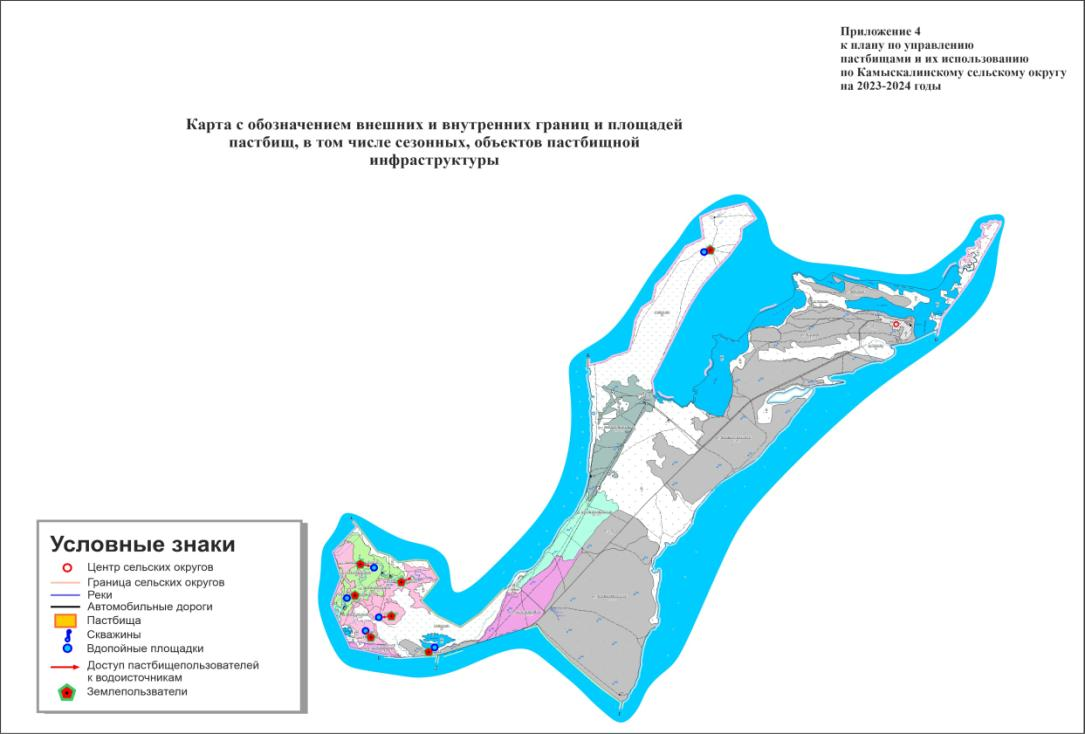 Приложение 4
к плану по управлению
пастбищами и их использованию
по Камыскалинскому сельскому округу
на 2023-2024 годы
Карта с обозначением внешних и внутренних границ и площадей
пастбищ, в том числе сезонных, объектов пастбищной
инфраструктуры
Условные знаки
Центр сельских округов
Граница сельских округов
Реки
Автомобильные дороги
Пастбища
Скважины
Вдопойные площадки
Доступ пастбищепользователей
к водоисточникам
Землепользватели